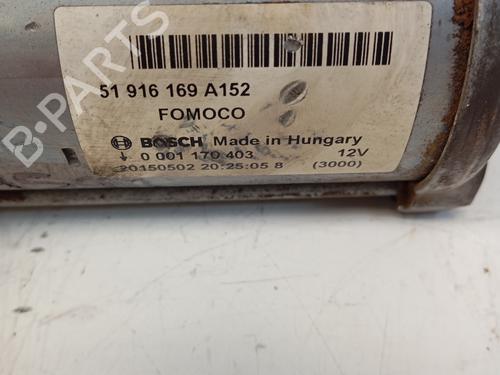 51 916 169 A152
FOMOCO
BOSCH Made in Hungary
0 001 170 403 12V
20150502 20:25:05 8 (3000)
B-PARTS